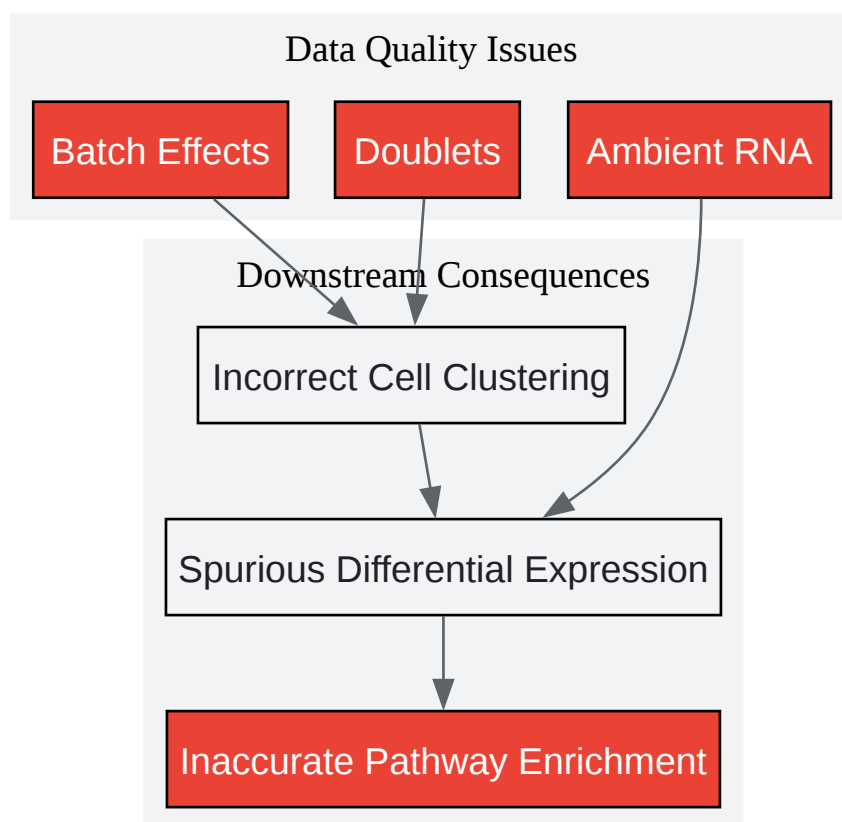 Data Quality Issues
Batch Effects
Doublets
Ambient RNA
Downstream Consequences
Incorrect Cell Clustering
Spurious Differential Expression
Inaccurate Pathway Enrichment